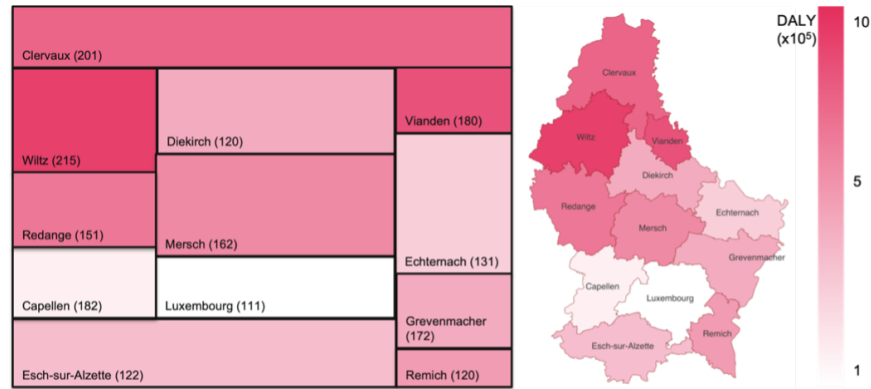 Clervaux (201)
Wiltz (215)
Diekirch (120)
Vianden (180)
Redange (151)
Mersch (162)
Echternach (131)
Capellen (182)
Luxembourg (111)
Grevenmacher
(172)
Esch-sur-Alzette (122)
Remich (120)
Clervaux
Wiltz
Vianden
Diekirch
Redange
Echternach
Mersch
Grevenmacher
Capellen
Luxembourg
Remich
Esch-sur-Alzette
DALY
(x10⁵)
10
5
1